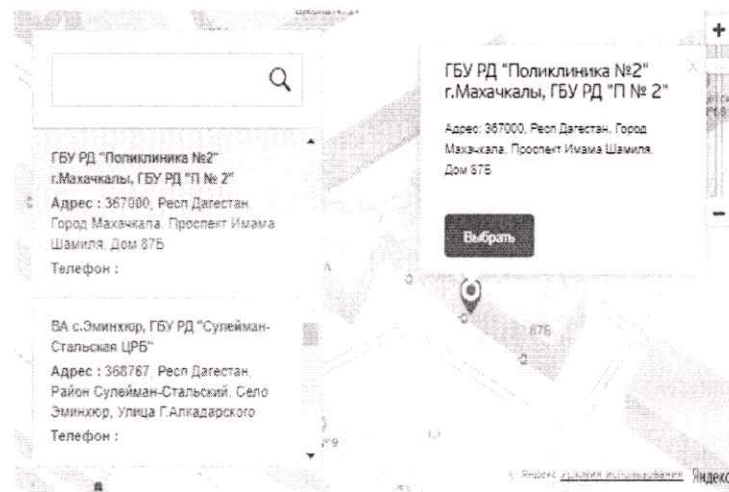 ГБУ РД "Поликлиника №2"
г.Махачкалы, ГБУ РД "П № 2"
Адрес : 367000, Респ Дагестан,
Город Махачкала, Проспект Имама
Шамиля, Дом 87Б
Телефон :
ВА с.Эминхюр, ГБУ РД "Сулейман-
Стальская ЦРБ"
Адрес : 368767, Респ Дагестан,
Район Сулейман-Стальский, Село
Эминхюр, Улица Г.Алкадарского
Телефон :
ГБУ РД "Поликлиника №2"
г.Махачкалы, ГБУ РД "П № 2"
Адрес: 367000, Респ Дагестан, Город
Махачкала, Проспект Имама Шамиля,
Дом 87Б
Выбрать
87Б
© Яндекс Условия использования Яндекс